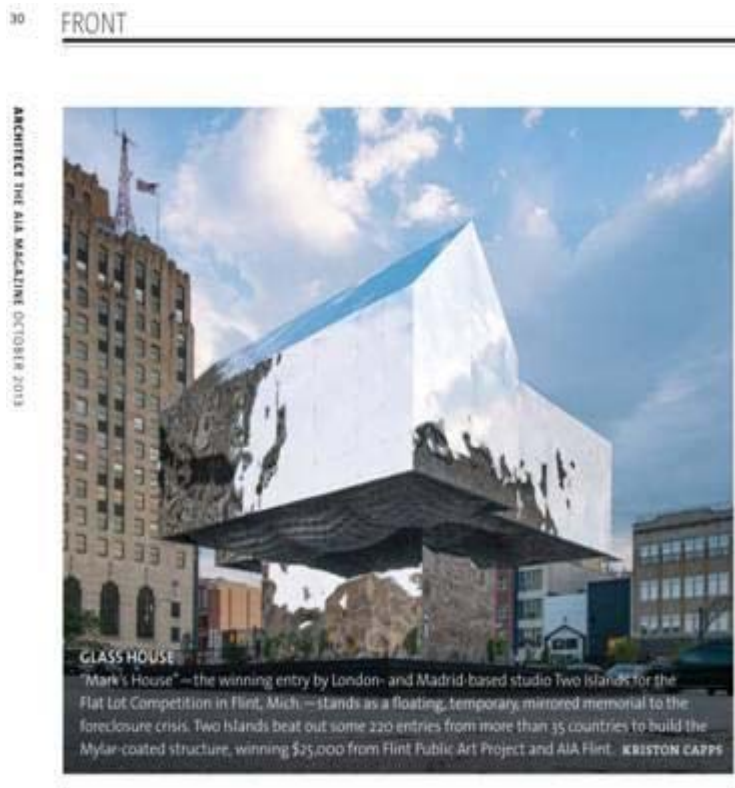 30
FRONT
ARCHITECT THE AIA MAGAZINE OCTOBER 2013
GLASS HOUSE
"Mark's House"—the winning entry by London- and Madrid-based studio Two Islands for the
Flat Lot Competition in Flint, Mich.—stands as a floating, temporary, mirrored memorial to the
foreclosure crisis. Two Islands beat out some 220 entries from more than 35 countries to build the
Mylar-coated structure, winning $25,000 from Flint Public Art Project and AIA Flint. KRISTON CAPPS